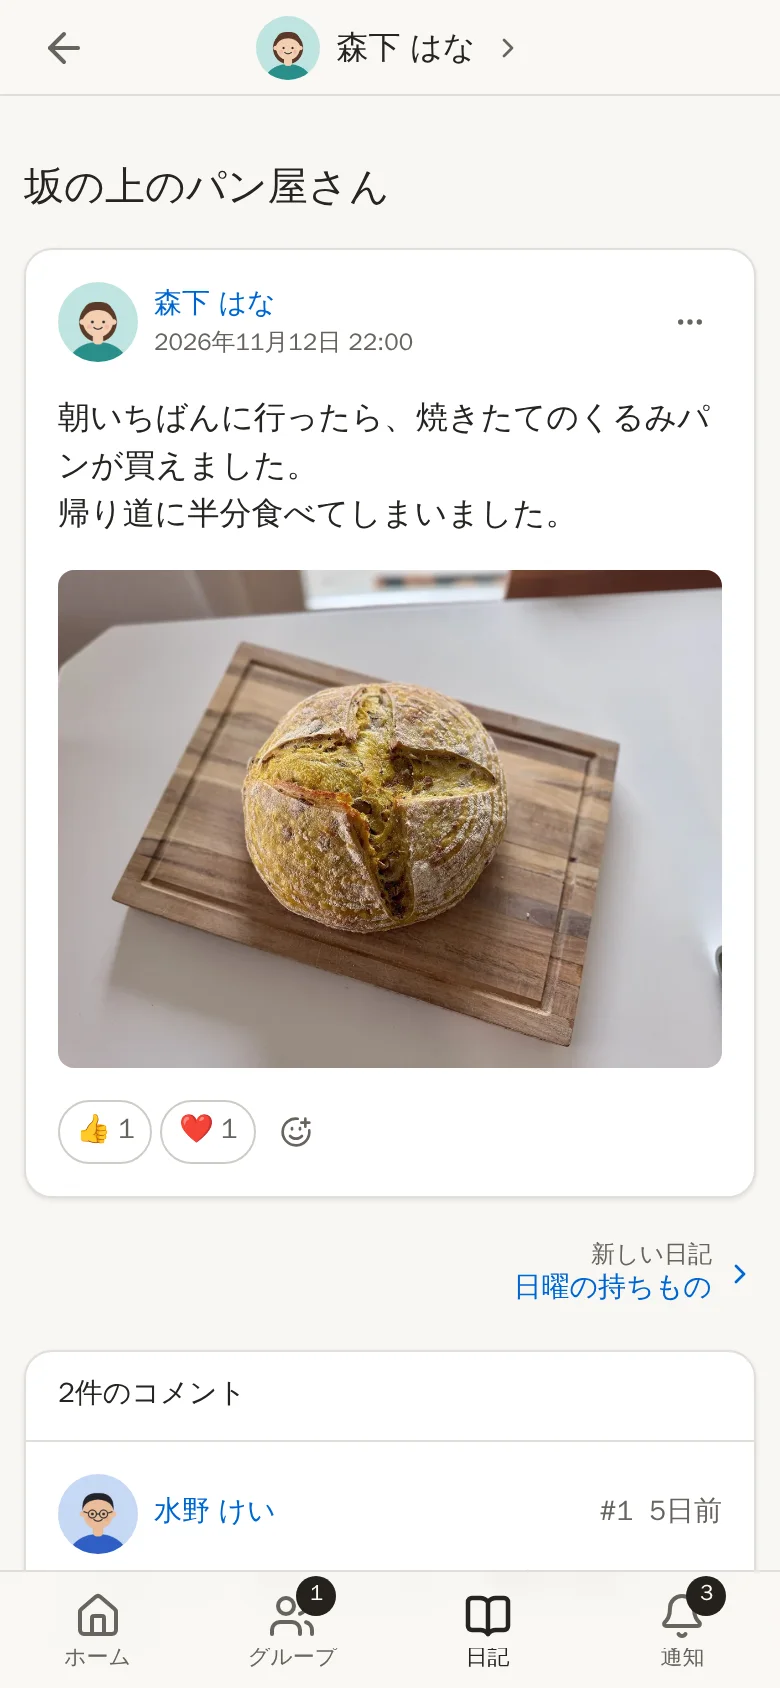 森下 はな
坂の上のパン屋さん
森下 はな
2026年11月12日 22:00
朝いちばんに行ったら、焼きたてのくるみパ
ンが買えました。
帰り道に半分食べてしまいました。
👍 1 ❤️ 1
新しい日記
日曜の持ちもの
2件のコメント
水野 けい #1 5日前
1 3
ホーム グループ 日記 通知